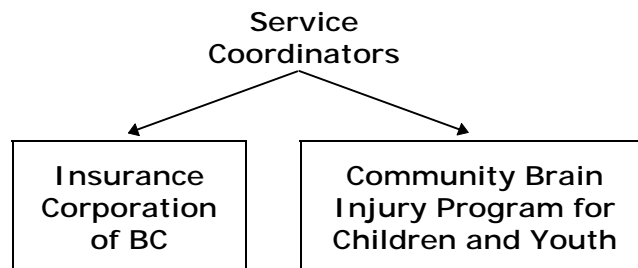 Service
Coordinators
Insurance
Corporation
of BC
Community Brain
Injury Program for
Children and Youth